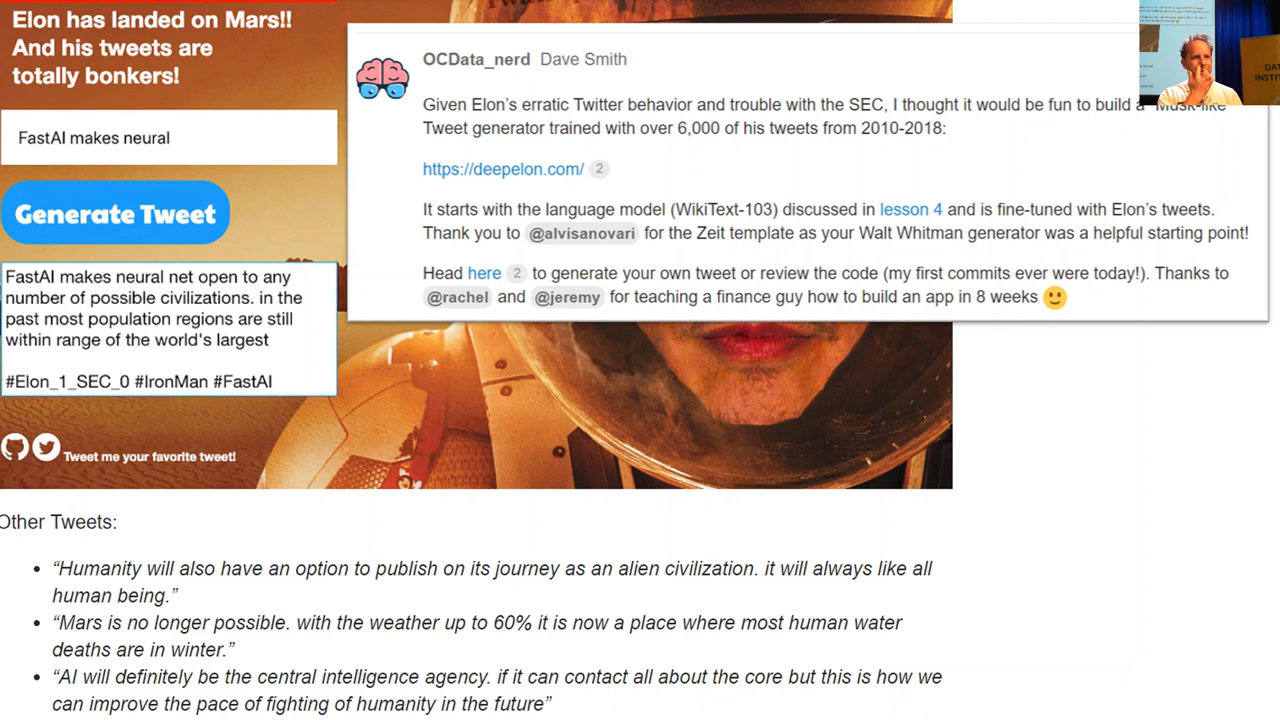 Elon has landed on Mars!!
And his tweets are
totally bonkers!
FastAI makes neural
Generate Tweet
FastAI makes neural net open to any
number of possible civilizations. in the
past most population regions are still
within range of the world's largest
#Elon_1_SEC_0 #IronMan #FastAI
Tweet me your favorite tweet!
OCData_nerd Dave Smith
Given Elon's erratic Twitter behavior and trouble with the SEC, I thought it would be fun to build a "Musk-like"
Tweet generator trained with over 6,000 of his tweets from 2010-2018:
https://deepelon.com/ 2
It starts with the language model (WikiText-103) discussed in lesson 4 and is fine-tuned with Elon's tweets.
Thank you to @alvisanovari for the Zeit template as your Walt Whitman generator was a helpful starting point!
Head here 2 to generate your own tweet or review the code (my first commits ever were today!). Thanks to
@rachel and @jeremy for teaching a finance guy how to build an app in 8 weeks
Other Tweets:
• “Humanity will also have an option to publish on its journey as an alien civilization. it will always like all
human being.”
• “Mars is no longer possible. with the weather up to 60% it is now a place where most human water
deaths are in winter.”
• “AI will definitely be the central intelligence agency. if it can contact all about the core but this is how we
can improve the pace of fighting of humanity in the future”